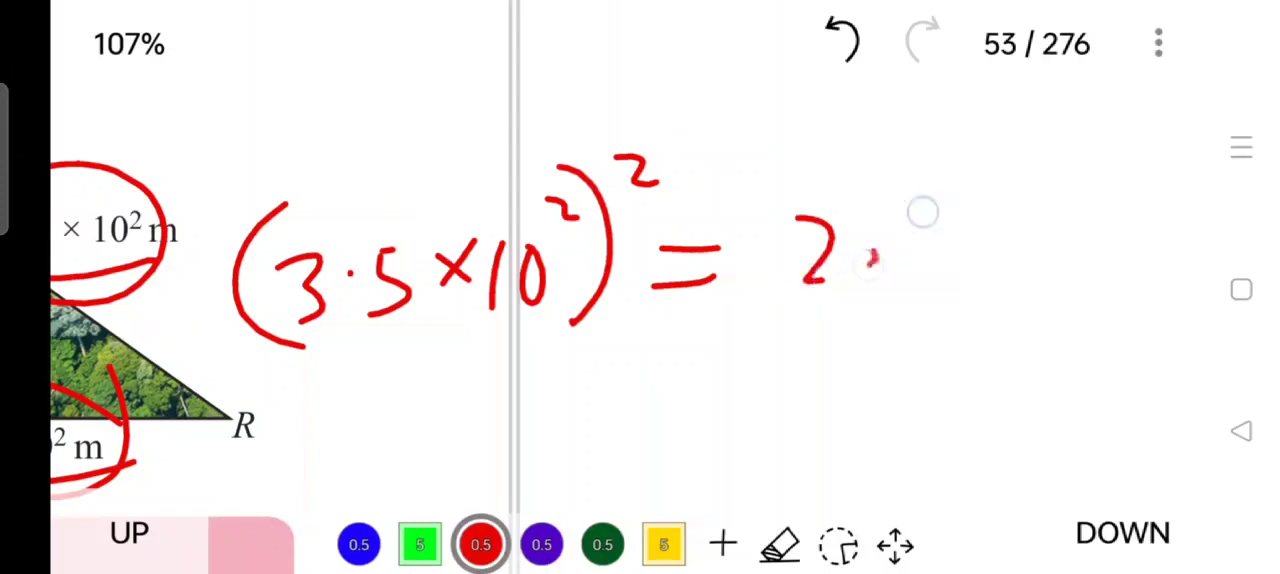 107%
53 / 276
× 10² m
(3.5 × 10²)² = 2
R
² m
UP
0.5 5 0.5 0.5 0.5 5
DOWN